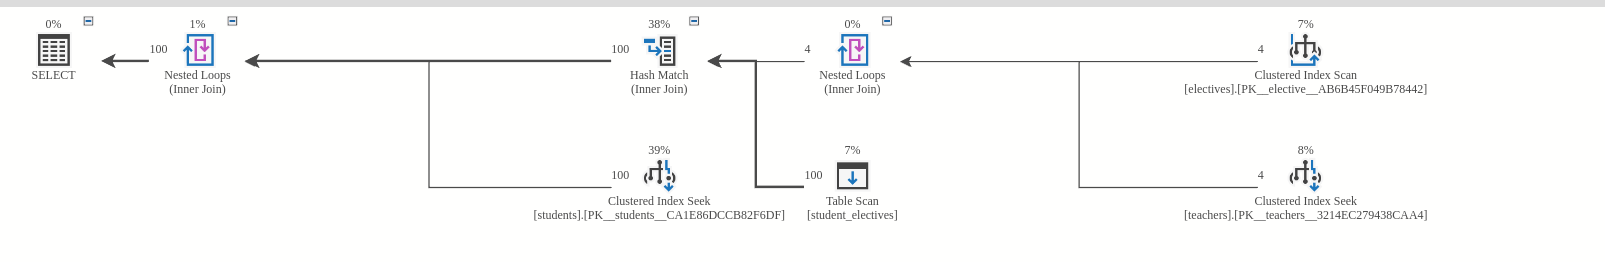 0%
SELECT
100
1%
Nested Loops
(Inner Join)
100
38%
Hash Match
(Inner Join)
4
0%
Nested Loops
(Inner Join)
4
7%
Clustered Index Scan
[electives].[PK__elective__AB6B45F049B78442]
100
39%
Clustered Index Seek
[students].[PK__students__CA1E86DCCB82F6DF]
100
7%
Table Scan
[student_electives]
4
8%
Clustered Index Seek
[teachers].[PK__teachers__3214EC279438CAA4]